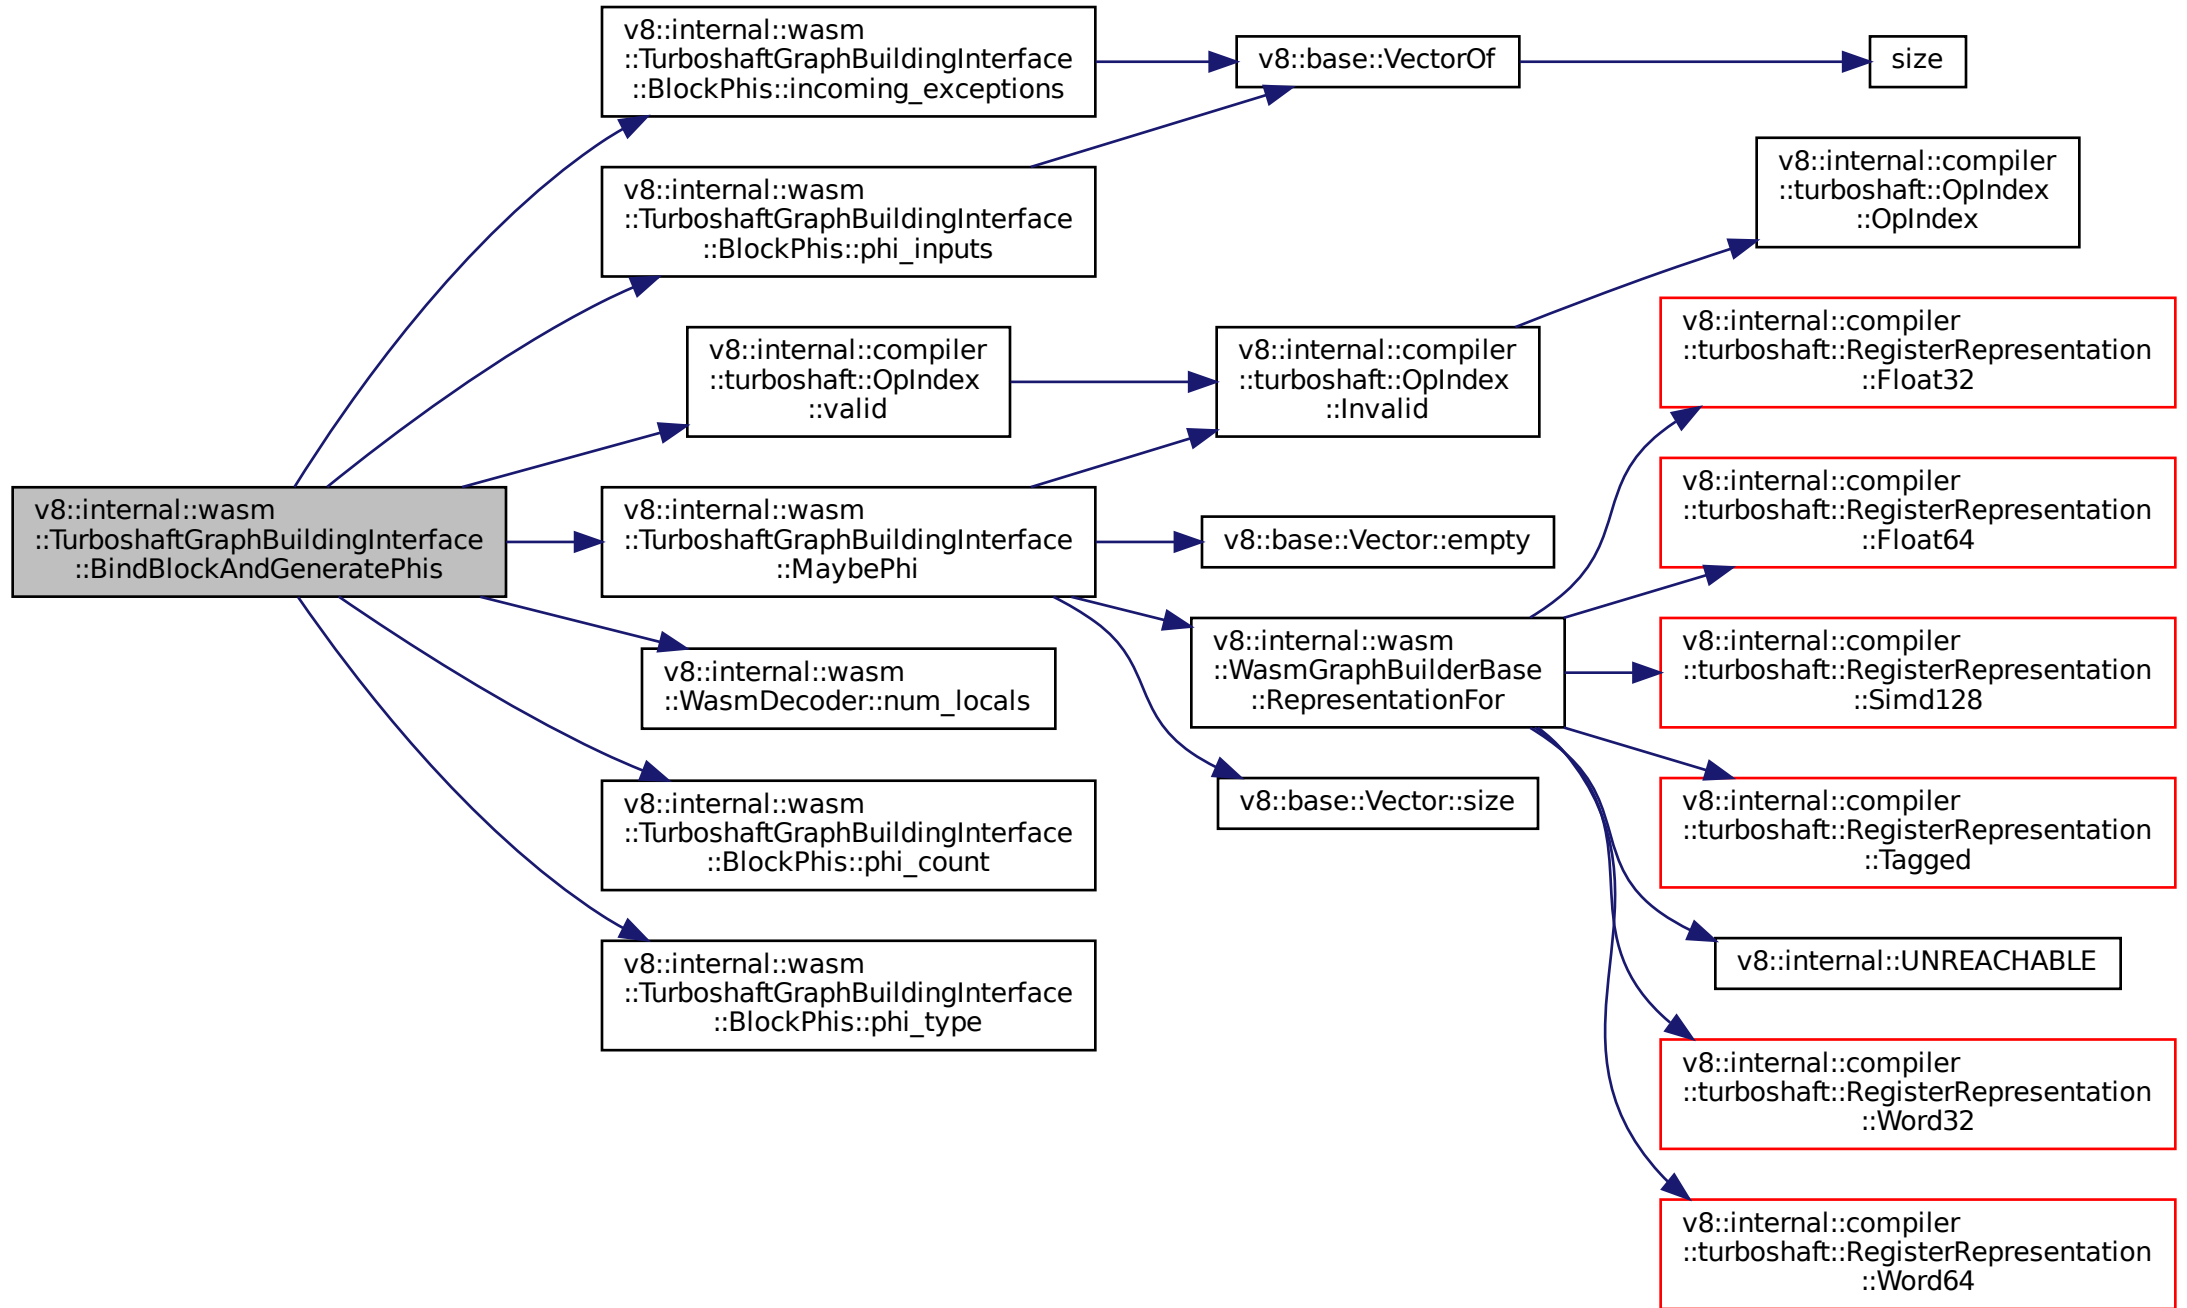 v8::internal::wasm
::TurboshaftGraphBuildingInterface
::BindBlockAndGeneratePhis
v8::internal::wasm
::TurboshaftGraphBuildingInterface
::BlockPhis::incoming_exceptions
v8::internal::wasm
::TurboshaftGraphBuildingInterface
::BlockPhis::phi_inputs
v8::internal::compiler
::turboshaft::OpIndex
::valid
v8::internal::wasm
::TurboshaftGraphBuildingInterface
::MaybePhi
v8::internal::wasm
::WasmDecoder::num_locals
v8::internal::wasm
::TurboshaftGraphBuildingInterface
::BlockPhis::phi_count
v8::internal::wasm
::TurboshaftGraphBuildingInterface
::BlockPhis::phi_type
v8::base::VectorOf
v8::internal::compiler
::turboshaft::OpIndex
::Invalid
v8::base::Vector::empty
v8::internal::wasm
::WasmGraphBuilderBase
::RepresentationFor
v8::base::Vector::size
size
v8::internal::compiler
::turboshaft::OpIndex
::OpIndex
v8::internal::compiler
::turboshaft::RegisterRepresentation
::Float32
v8::internal::compiler
::turboshaft::RegisterRepresentation
::Float64
v8::internal::compiler
::turboshaft::RegisterRepresentation
::Simd128
v8::internal::compiler
::turboshaft::RegisterRepresentation
::Tagged
v8::internal::UNREACHABLE
v8::internal::compiler
::turboshaft::RegisterRepresentation
::Word32
v8::internal::compiler
::turboshaft::RegisterRepresentation
::Word64